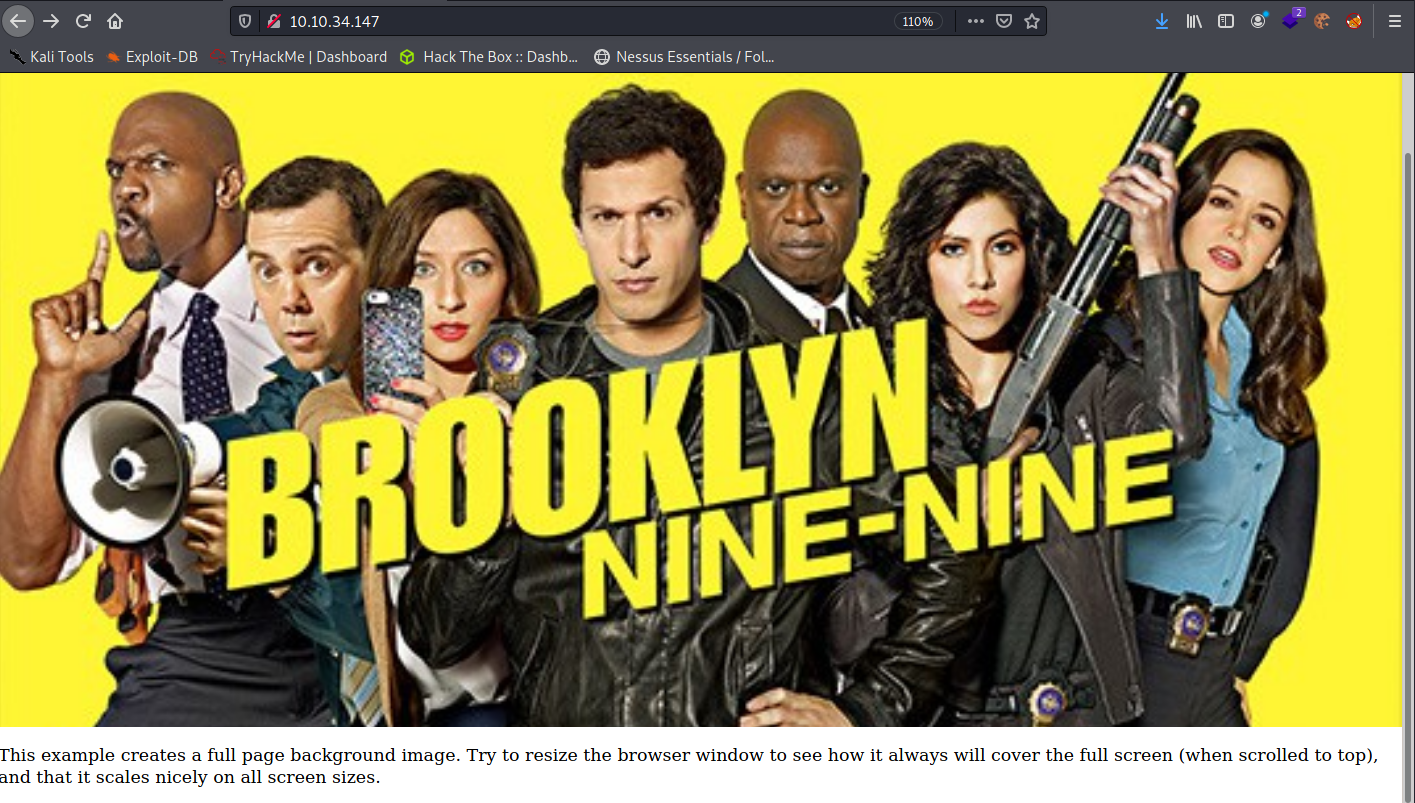 10.10.34.147
110%
2
Kali Tools
Exploit-DB
TryHackMe | Dashboard
Hack The Box :: Dashb...
Nessus Essentials / Fol...
BROOKLYN
NINE-NINE
This example creates a full page background image. Try to resize the browser window to see how it always will cover the full screen (when scrolled to top),
and that it scales nicely on all screen sizes.